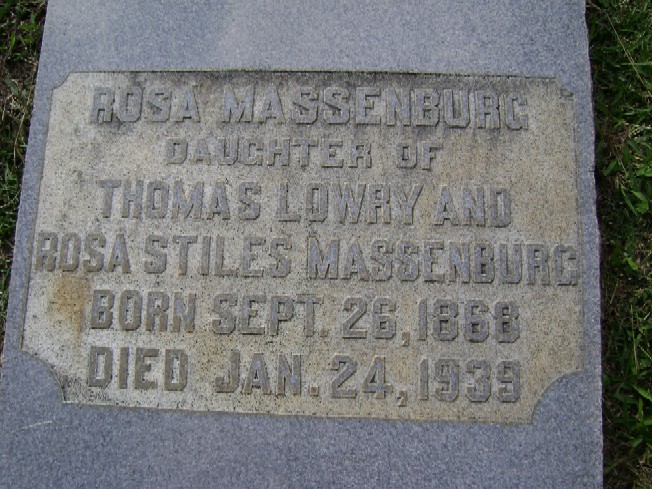 ROSA MASSENBURG
DAUGHTER OF
THOMAS LOWRY AND
ROSA STILES MASSENBURG
BORN SEPT. 26, 1868
DIED JAN. 24, 1939